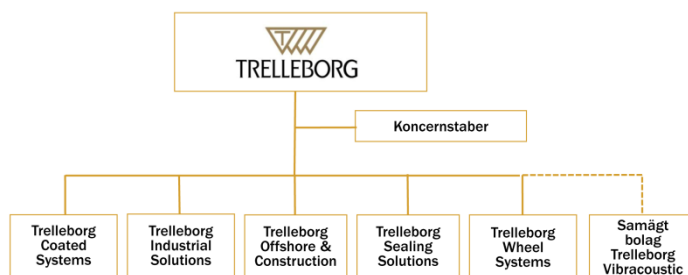 TRELLEBORG
Koncernstaber
Trelleborg
Coated
Systems
Trelleborg
Industrial
Solutions
Trelleborg
Offshore &
Construction
Trelleborg
Sealing
Solutions
Trelleborg
Wheel
Systems
Samägt
bolag
Trelleborg
Vibracoustic